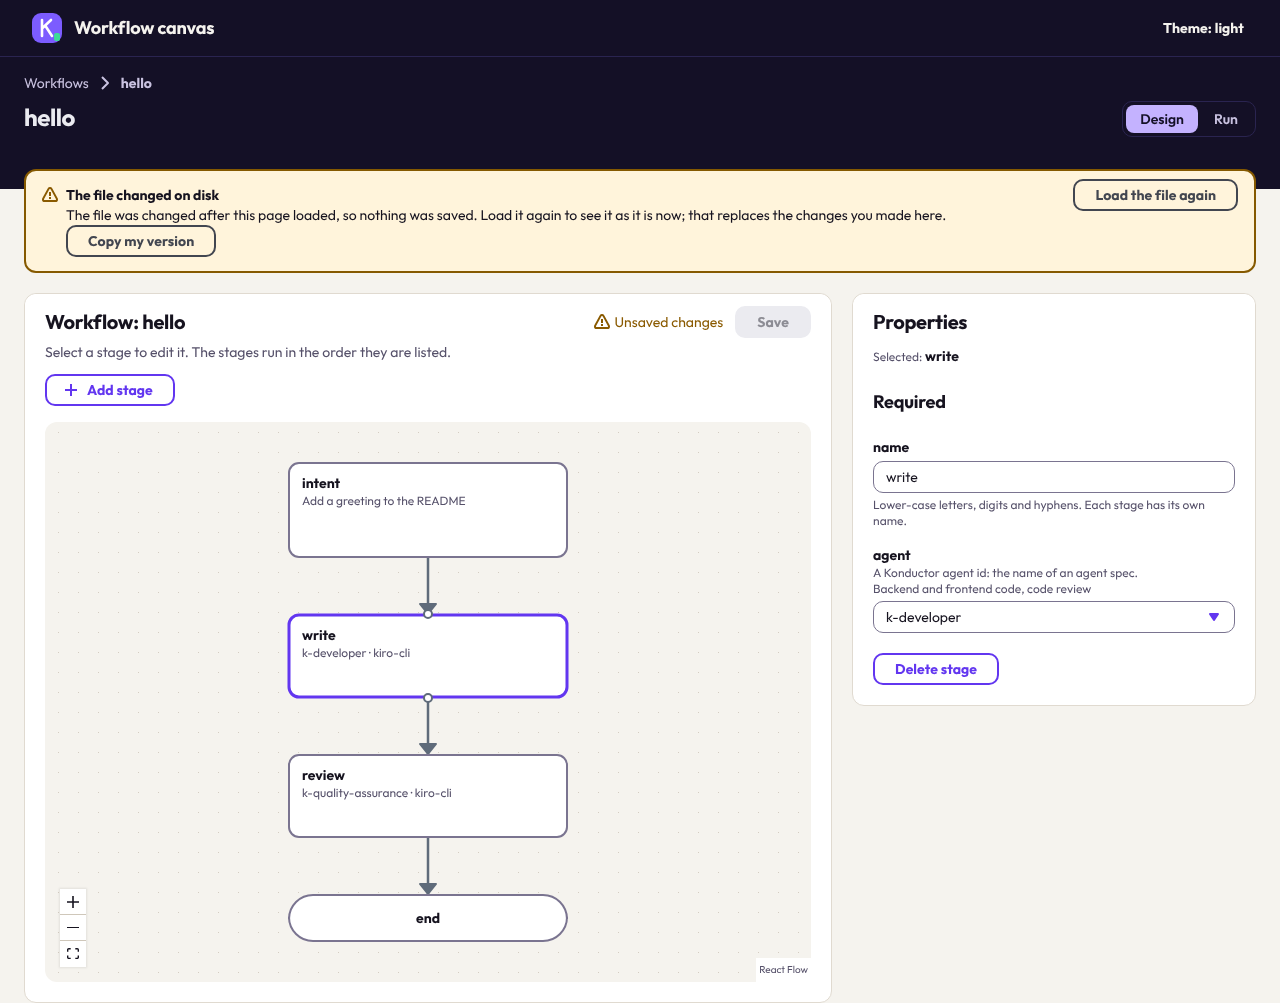 K
Workflow canvas
Theme: light
Workflows
hello
hello
Design
Run
The file changed on disk
Load the file again
The file was changed after this page loaded, so nothing was saved. Load it again to see it as it is now; that replaces the changes you made here.
Copy my version
Workflow: hello
Unsaved changes
Save
Select a stage to edit it. The stages run in the order they are listed.
Add stage
intent
Add a greeting to the README
write
k-developer · kiro-cli
review
k-quality-assurance · kiro-cli
end
React Flow
Properties
Selected: write
Required
name
write
Lower-case letters, digits and hyphens. Each stage has its own
name.
agent
A Konductor agent id: the name of an agent spec.
Backend and frontend code, code review
k-developer
Delete stage